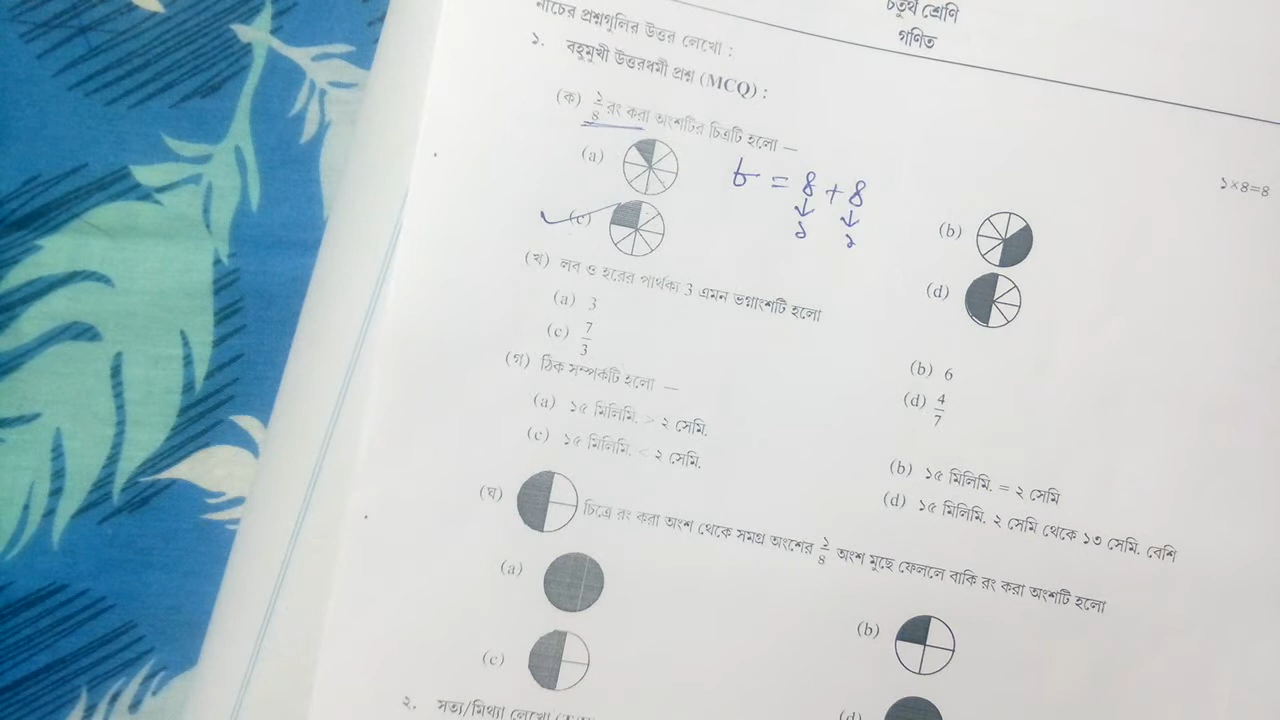 চতুর্থ শ্রেণি
গণিত
নীচের প্রশ্নগুলির উত্তর লেখো :
১. বহুমুখী উত্তরধর্মী প্রশ্ন (MCQ) :
১×৪=৪
(ক) ১/৪ রং করা অংশটির চিত্রটি হলো —
(a)
৮ = ৪ + ৪
↓ ↓
১ ১
(b)
(c)
(d)
(খ) লব ও হরের পার্থক্য 3 এমন ভগ্নাংশটি হলো
(a) 3
(b) 6
(c) 7/3
(d) 4/7
(গ) ঠিক সম্পর্কটি হলো —
(a) ১৫ মিলিমি. > ২ সেমি.
(b) ১৫ মিলিমি. = ২ সেমি
(c) ১৫ মিলিমি. < ২ সেমি.
(d) ১৫ মিলিমি. ২ সেমি থেকে ১৩ সেমি. বেশি
(ঘ) চিত্রে রং করা অংশ থেকে সমগ্র অংশের ১/৪ অংশ মুছে ফেললে বাকি রং করা অংশটি হলো
(a)
(b)
(c)
(d)
২. সত্য/মিথ্যা লেখো